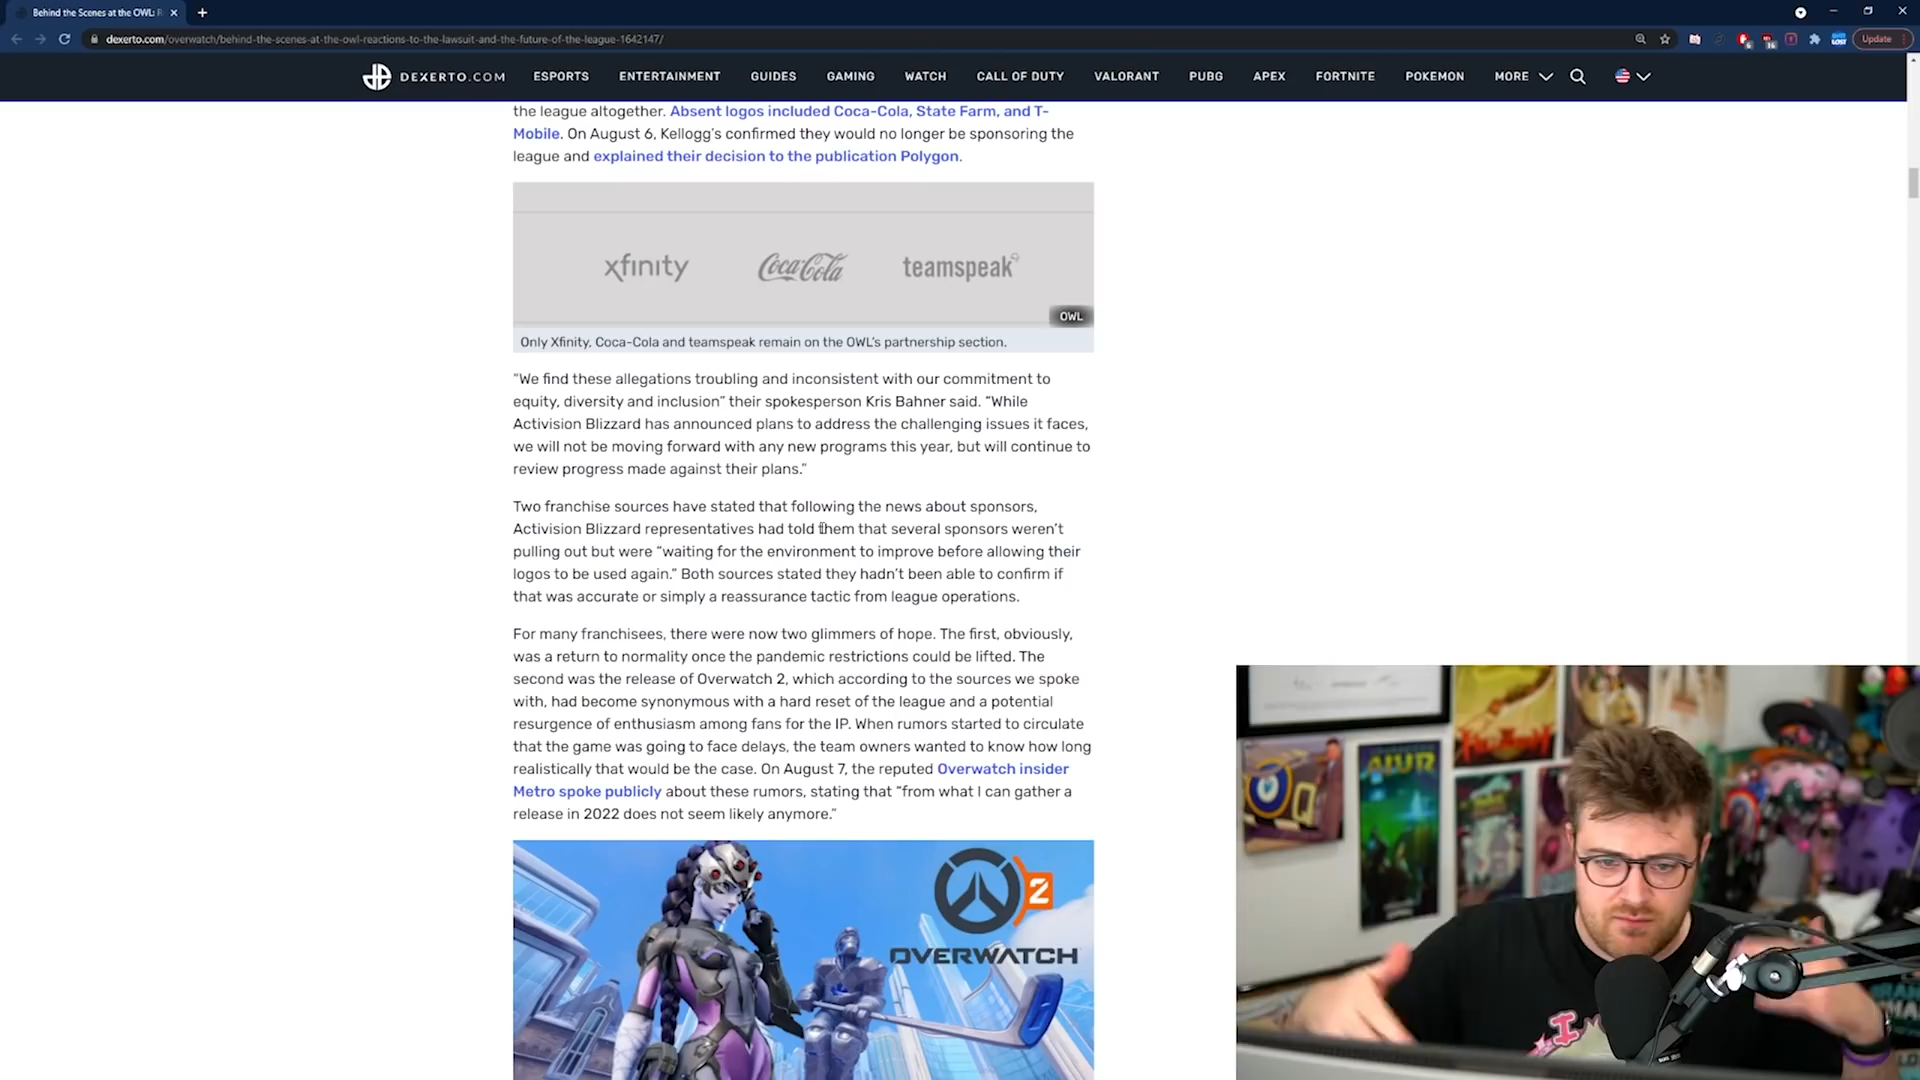 Behind the Scenes at the OWL: R
dexerto.com/overwatch/behind-the-scenes-at-the-owl-reactions-to-the-lawsuit-and-the-future-of-the-league-1642147/
Update
DEXERTO.COM ESPORTS ENTERTAINMENT GUIDES GAMING WATCH CALL OF DUTY VALORANT PUBG APEX FORTNITE POKEMON MORE
the league altogether. Absent logos included Coca-Cola, State Farm, and T-
Mobile. On August 6, Kellogg's confirmed they would no longer be sponsoring the
league and explained their decision to the publication Polygon.
xfinity Coca-Cola teamspeak
OWL
Only Xfinity, Coca-Cola and teamspeak remain on the OWL's partnership section.
"We find these allegations troubling and inconsistent with our commitment to
equity, diversity and inclusion" their spokesperson Kris Bahner said. "While
Activision Blizzard has announced plans to address the challenging issues it faces,
we will not be moving forward with any new programs this year, but will continue to
review progress made against their plans."
Two franchise sources have stated that following the news about sponsors,
Activision Blizzard representatives had told them that several sponsors weren't
pulling out but were "waiting for the environment to improve before allowing their
logos to be used again." Both sources stated they hadn't been able to confirm if
that was accurate or simply a reassurance tactic from league operations.
For many franchisees, there were now two glimmers of hope. The first, obviously,
was a return to normality once the pandemic restrictions could be lifted. The
second was the release of Overwatch 2, which according to the sources we spoke
with, had become synonymous with a hard reset of the league and a potential
resurgence of enthusiasm among fans for the IP. When rumors started to circulate
that the game was going to face delays, the team owners wanted to know how long
realistically that would be the case. On August 7, the reputed Overwatch insider
Metro spoke publicly about these rumors, stating that "from what I can gather a
release in 2022 does not seem likely anymore."
2
OVERWATCH